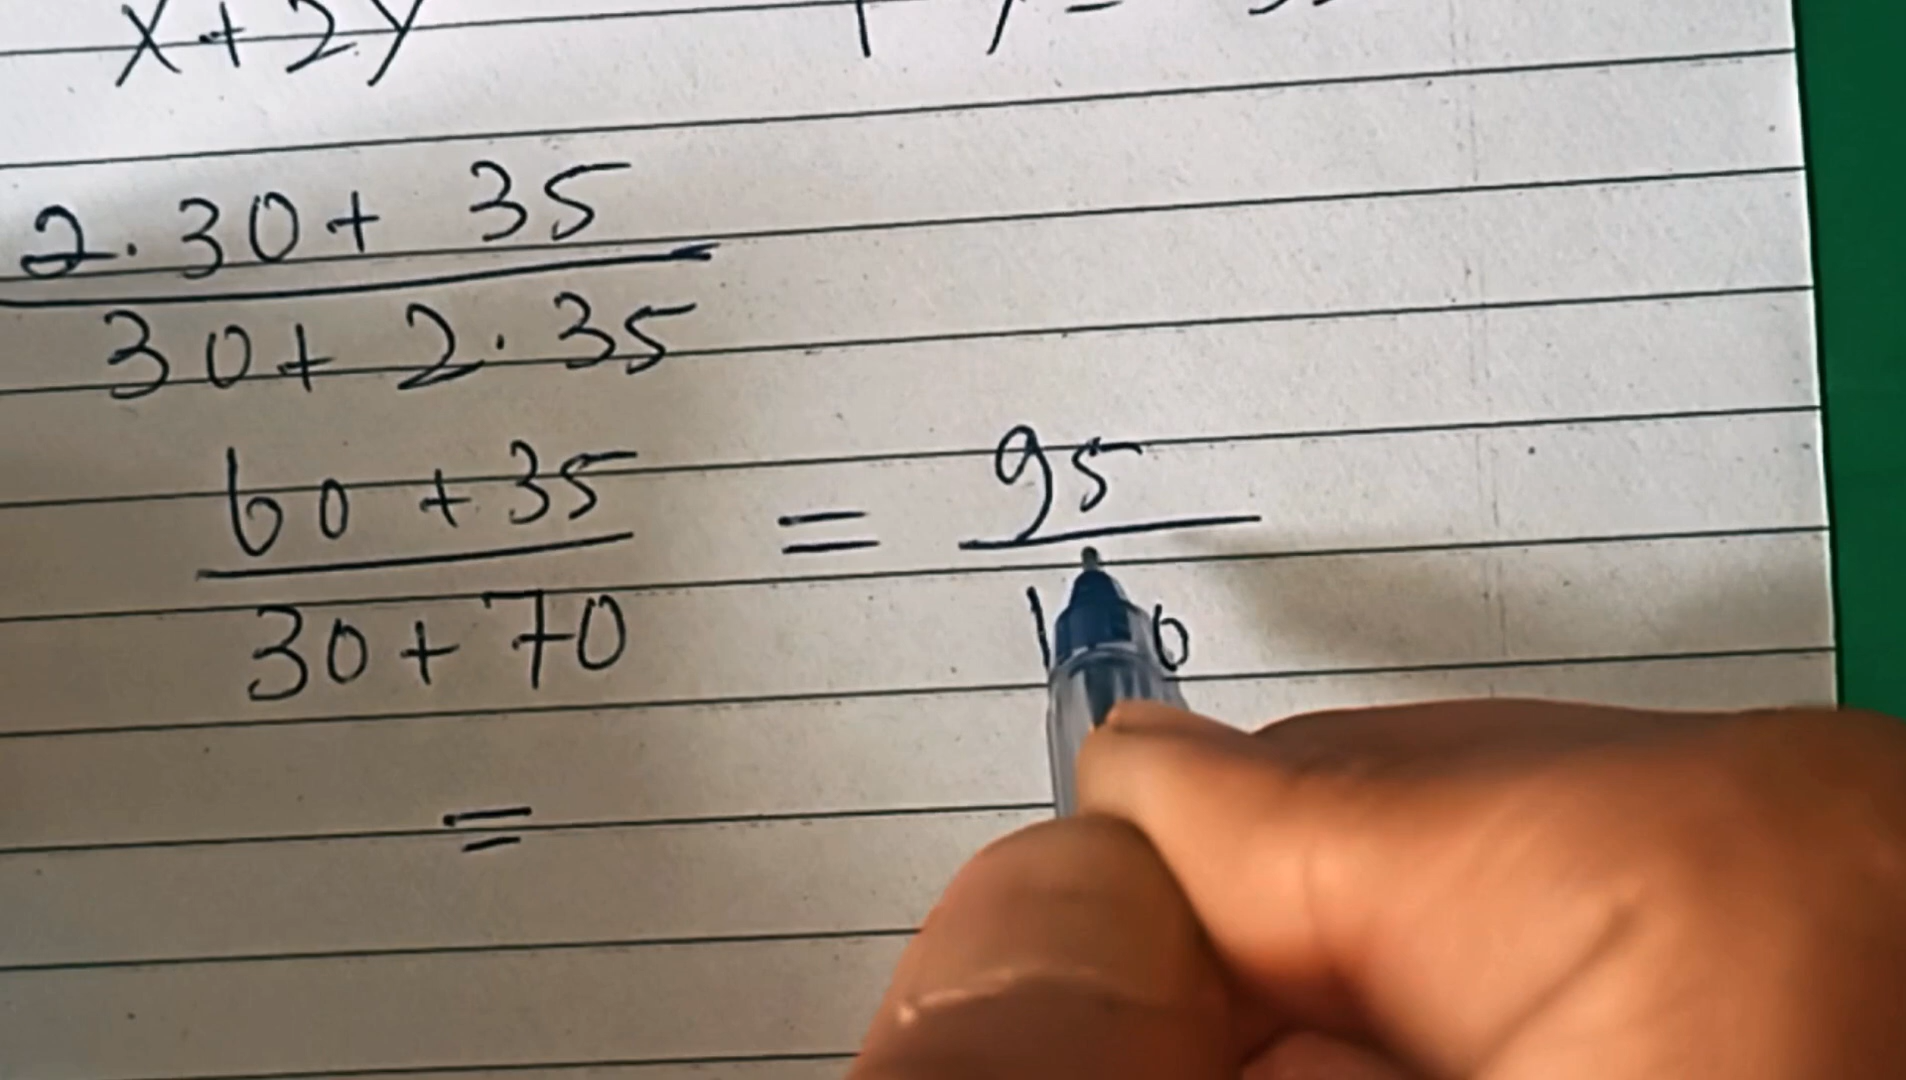 x + 2y
2 · 30 + 35
30 + 2 · 35
60 + 35 = 95
30 + 70
=